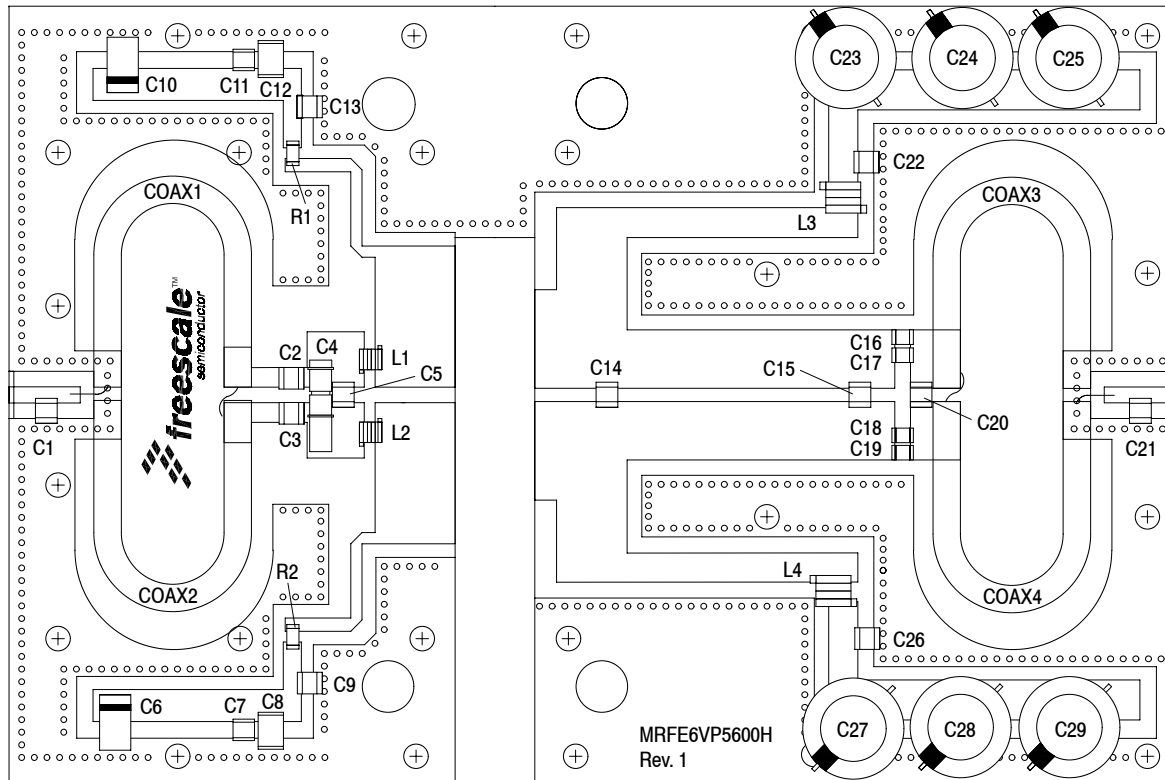 C23
C24
C25
C10
C11
C12
C13
C22
COAX1
R1
L3
COAX3
freescale™
semiconductor
C2
C4
L1
C5
C14
C15
C16
C17
C1
C3
L2
C18
C19
C20
C21
R2
L4
COAX2
COAX4
C26
C6
C7
C8
C9
MRFE6VP5600H
Rev. 1
C27
C28
C29